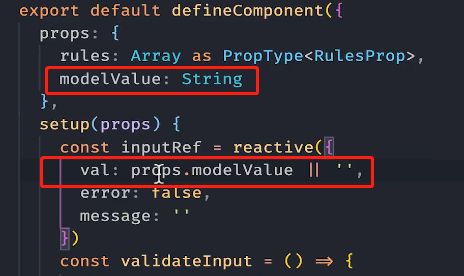 export default defineComponent({
props: {
rules: Array as PropType<RulesProp>,
modelValue: String
},
setup(props) {
const inputRef = reactive({
val: props.modelValue || '',
error: false,
message: ''
})
const validateInput = () => {